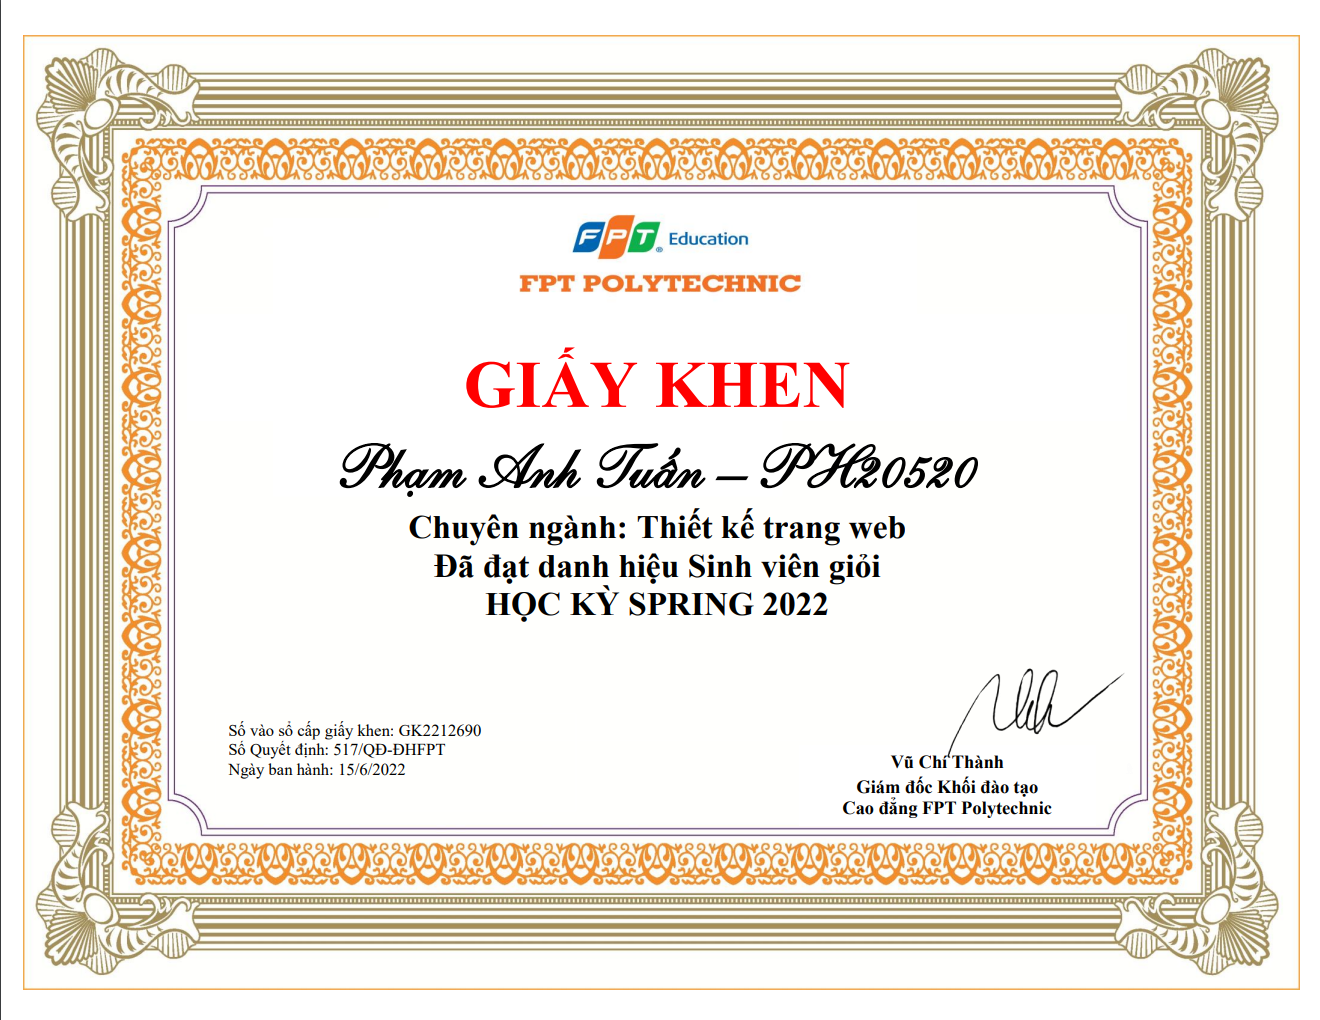 FPT Education
FPT POLYTECHNIC
GIẤY KHEN
Phạm Anh Tuấn – PH20520
Chuyên ngành: Thiết kế trang web
Đã đạt danh hiệu Sinh viên giỏi
HỌC KỲ SPRING 2022
Số vào sổ cấp giấy khen: GK2212690
Số Quyết định: 517/QĐ-ĐHFPT
Ngày ban hành: 15/6/2022
Vũ Chí Thành
Giám đốc Khối đào tạo
Cao đẳng FPT Polytechnic